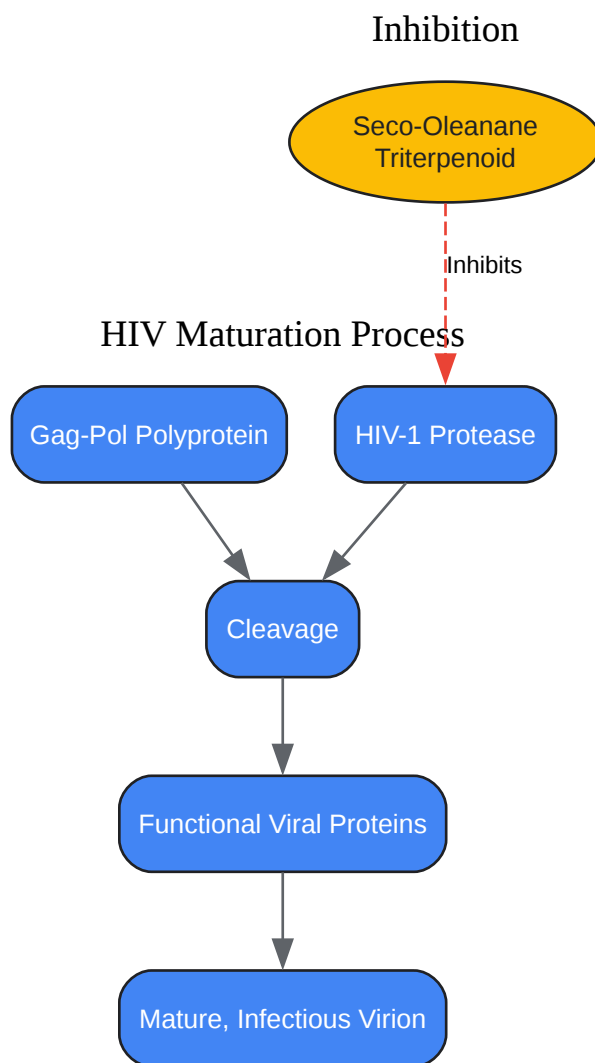 Inhibition
Seco-Oleanane
Triterpenoid
Inhibits
HIV Maturation Process
Gag-Pol Polyprotein
HIV-1 Protease
Cleavage
Functional Viral Proteins
Mature, Infectious Virion